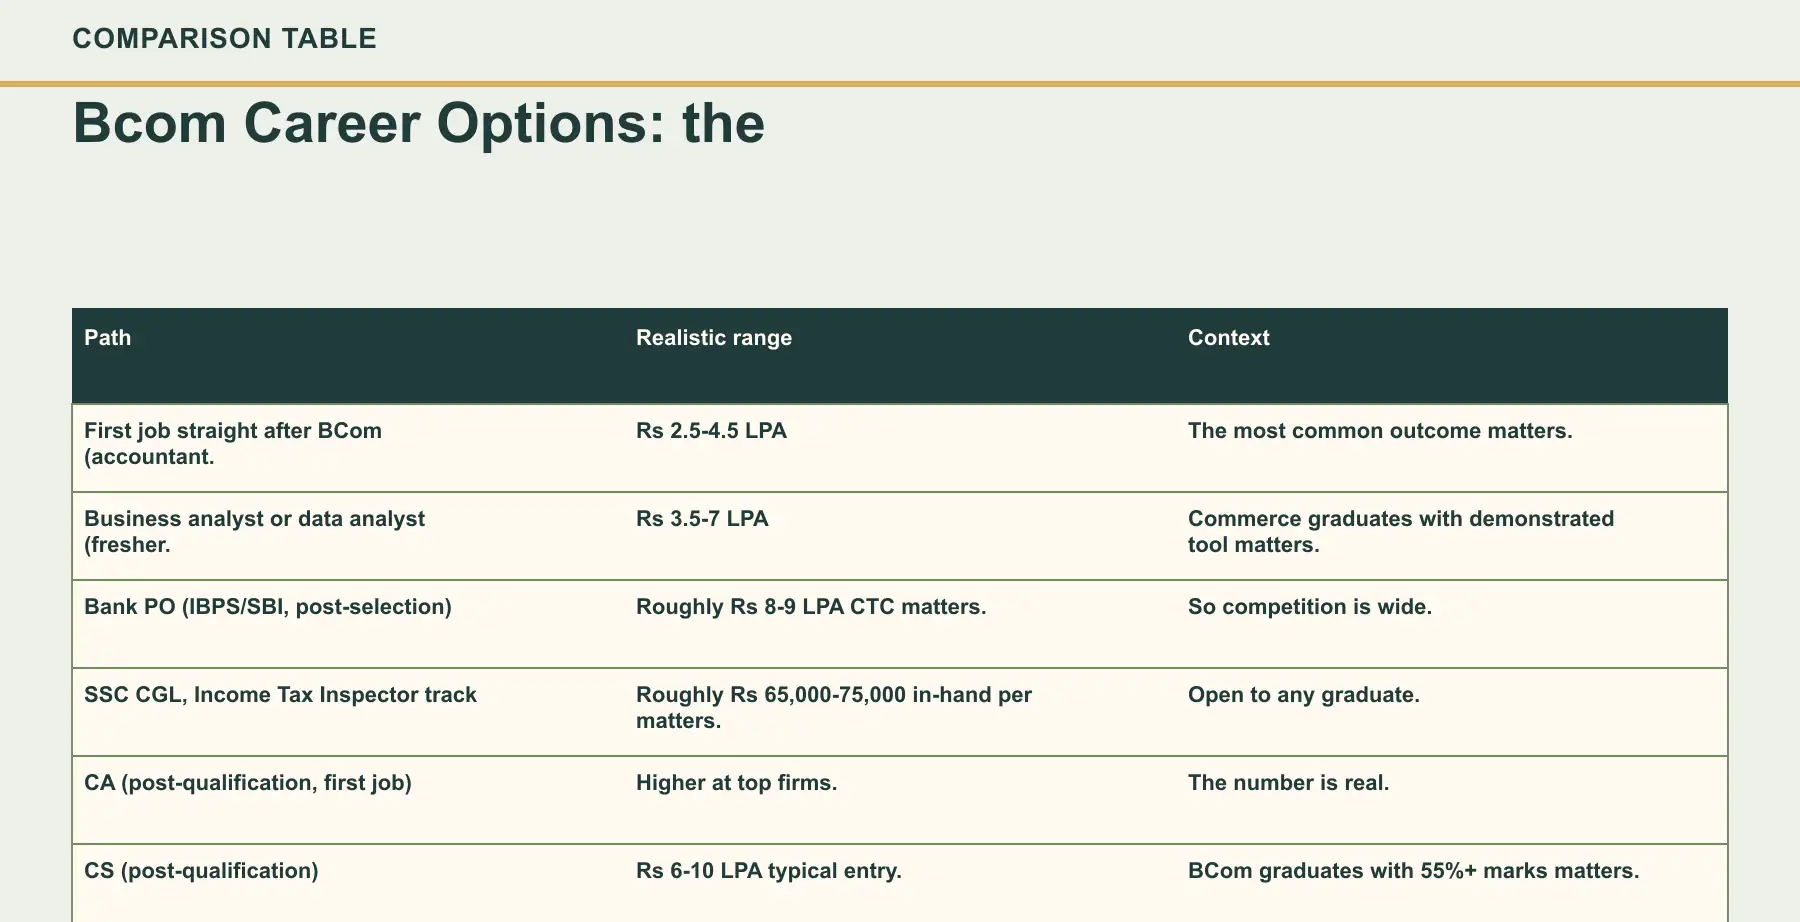 COMPARISON TABLE
Bcom Career Options: the
Path
Realistic range
Context
First job straight after BCom
(accountant.
Rs 2.5-4.5 LPA
The most common outcome matters.
Business analyst or data analyst
(fresher.
Rs 3.5-7 LPA
Commerce graduates with demonstrated
tool matters.
Bank PO (IBPS/SBI, post-selection)
Roughly Rs 8-9 LPA CTC matters.
So competition is wide.
SSC CGL, Income Tax Inspector track
Roughly Rs 65,000-75,000 in-hand per
matters.
Open to any graduate.
CA (post-qualification, first job)
Higher at top firms.
The number is real.
CS (post-qualification)
Rs 6-10 LPA typical entry.
BCom graduates with 55%+ marks matters.